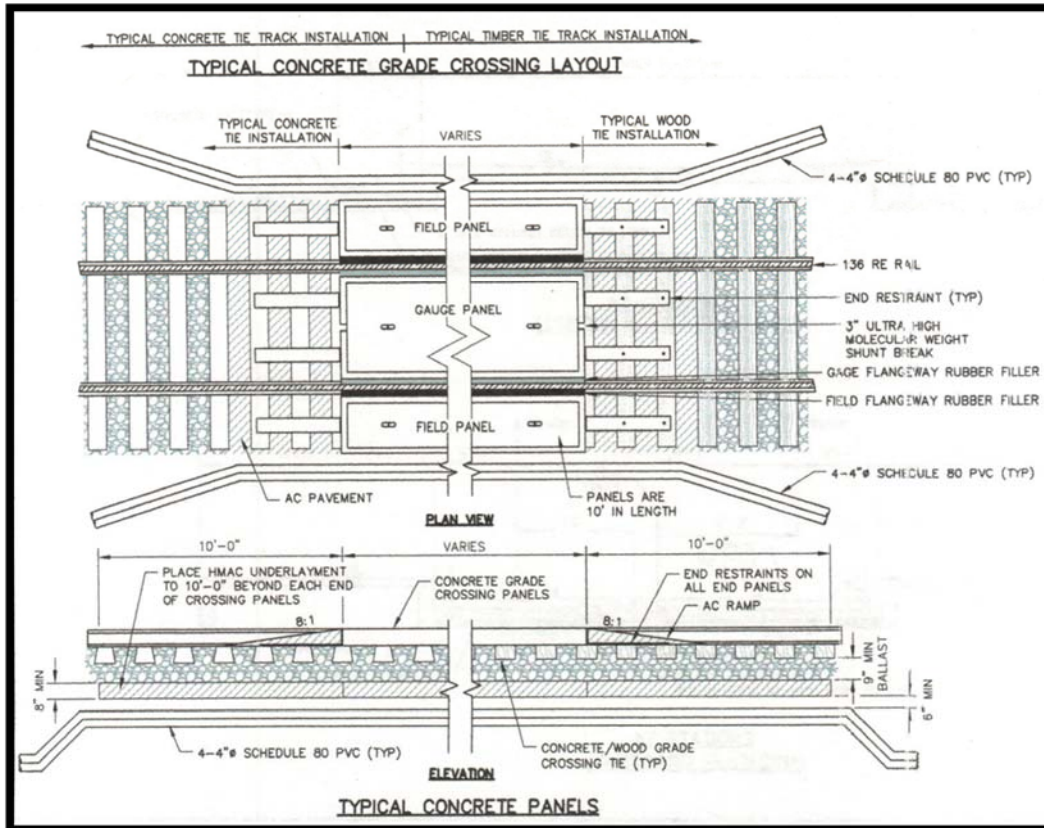 TYPICAL CONCRETE TIE TRACK INSTALLATION
TYPICAL TIMBER TIE TRACK INSTALLATION
TYPICAL CONCRETE GRADE CROSSING LAYOUT
TYPICAL CONCRETE
TIE INSTALLATION
VARIES
TYPICAL WOOD
TIE INSTALLATION
4-4"ø SCHEDULE 80 PVC (TYP)
FIELD PANEL
136 RE RAIL
GAUGE PANEL
END RESTRAINT (TYP)
3" ULTRA HIGH
MOLECULAR WEIGHT
SHUNT BREAK
GAGE FLANGEWAY RUBBER FILLER
FIELD FLANGEWAY RUBBER FILLER
FIELD PANEL
4-4"ø SCHEDULE 80 PVC (TYP)
AC PAVEMENT
PANELS ARE
10' IN LENGTH
PLAN VIEW
10'-0"
VARIES
10'-0"
PLACE HMAC UNDERLAYMENT
TO 10'-0" BEYOND EACH END
OF CROSSING PANELS
CONCRETE GRADE
CROSSING PANELS
END RESTRAINTS ON
ALL END PANELS
AC RAMP
8:1
8:1
8" MIN
9" MIN
BALLAST
6" MIN
4-4"ø SCHEDULE 80 PVC (TYP)
CONCRETE/WOOD GRADE
CROSSING TIE (TYP)
ELEVATION
TYPICAL CONCRETE PANELS